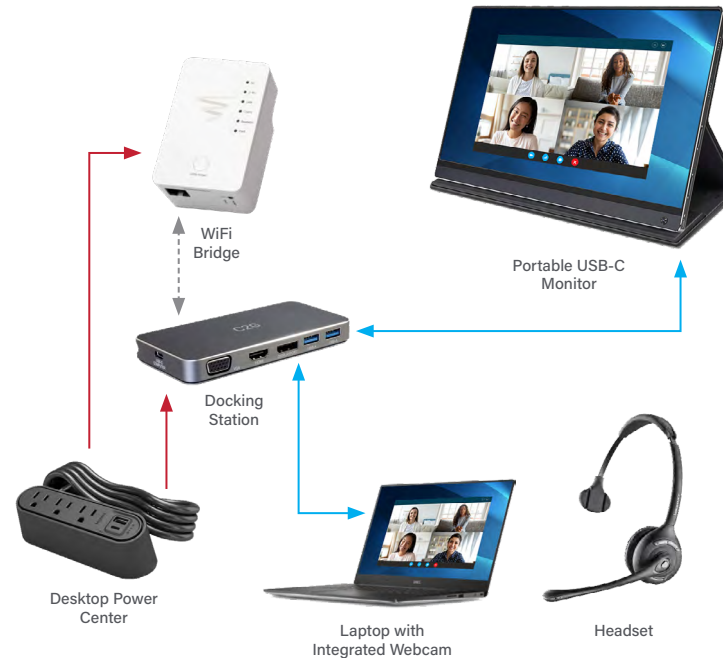 WiFi
Bridge
Portable USB-C
Monitor
C2G
Docking
Station
Desktop Power
Center
Laptop with
Integrated Webcam
Headset